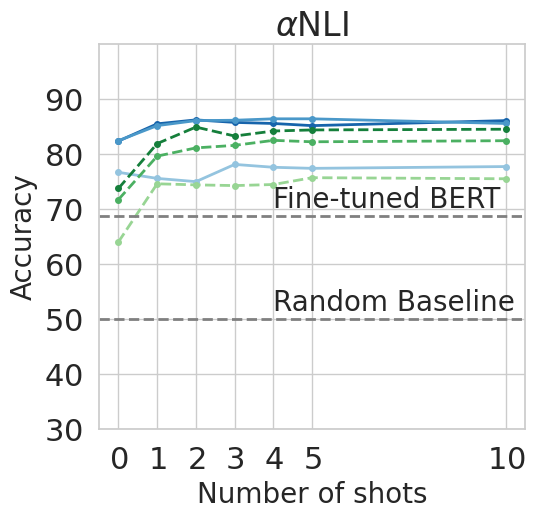 αNLI
90
80
70
60
50
40
30
Accuracy
Fine-tuned BERT
Random Baseline
0 1 2 3 4 5 10
Number of shots